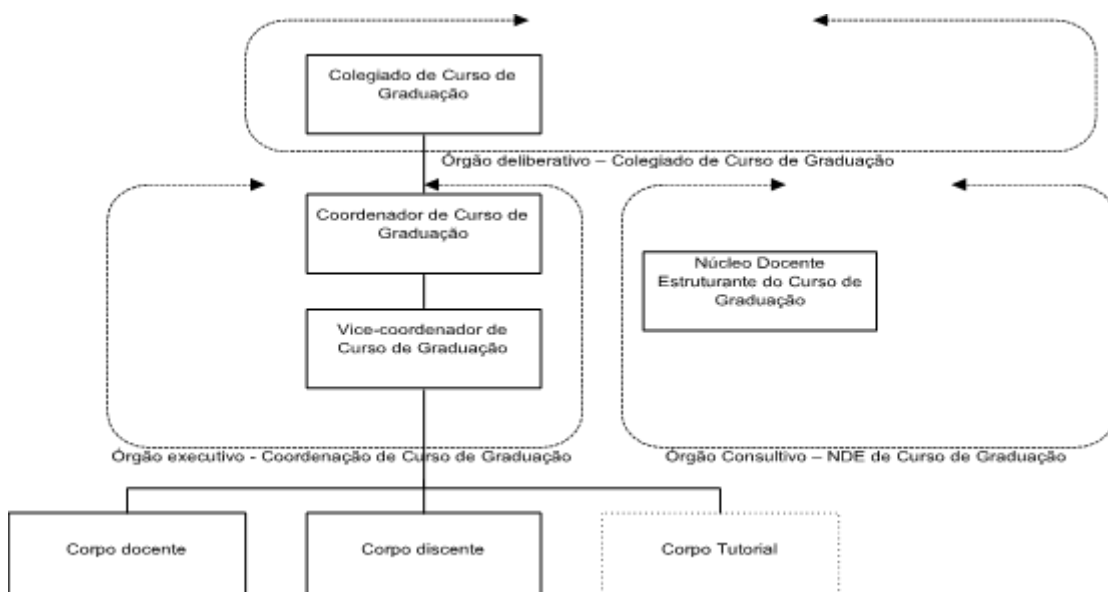 Colegiado de Curso de
Graduação
Órgão deliberativo – Colegiado de Curso de Graduação
Coordenador de Curso de
Graduação
Núcleo Docente
Estruturante do Curso de
Graduação
Vice-coordenador de
Curso de Graduação
Órgão executivo - Coordenação de Curso de Graduação
Órgão Consultivo – NDE de Curso de Graduação
Corpo docente
Corpo discente
Corpo Tutorial